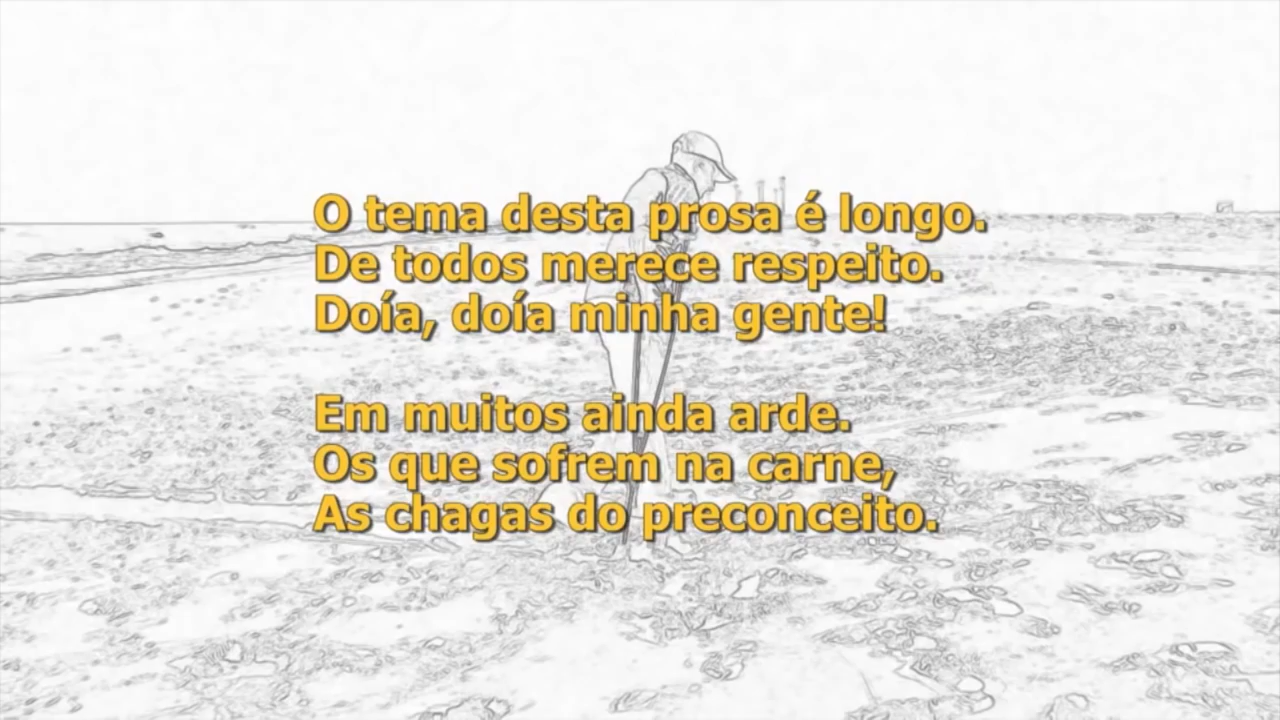 O tema desta prosa é longo.
De todos merece respeito.
Doía, doía minha gente!
Em muitos ainda arde.
Os que sofrem na carne,
As chagas do preconceito.